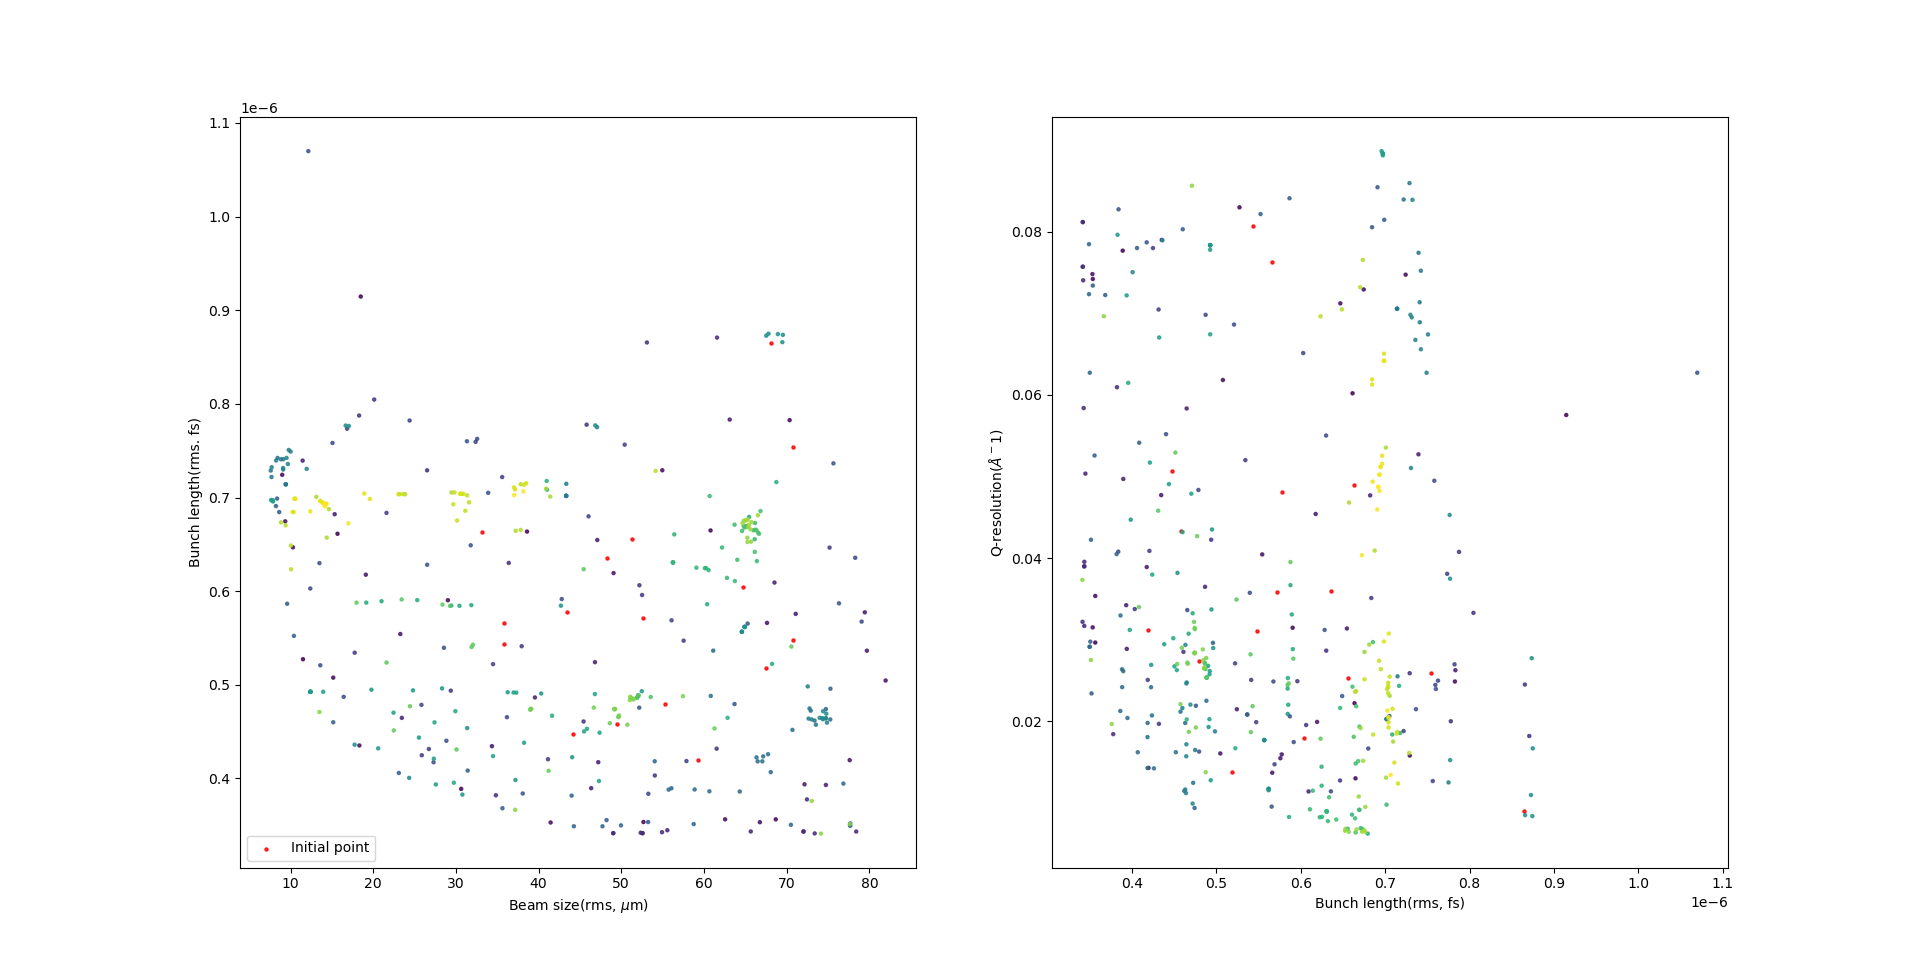 1e−6
1.1
1.0
0.9
0.8
0.7
0.6
0.5
0.4
Bunch length(rms. fs)
Initial point
10 20 30 40 50 60 70 80
Beam size(rms, μm)
0.08
0.06
0.04
0.02
Q-resolution(Å⁻1)
0.4 0.5 0.6 0.7 0.8 0.9 1.0 1.1
Bunch length(rms, fs)
1e−6